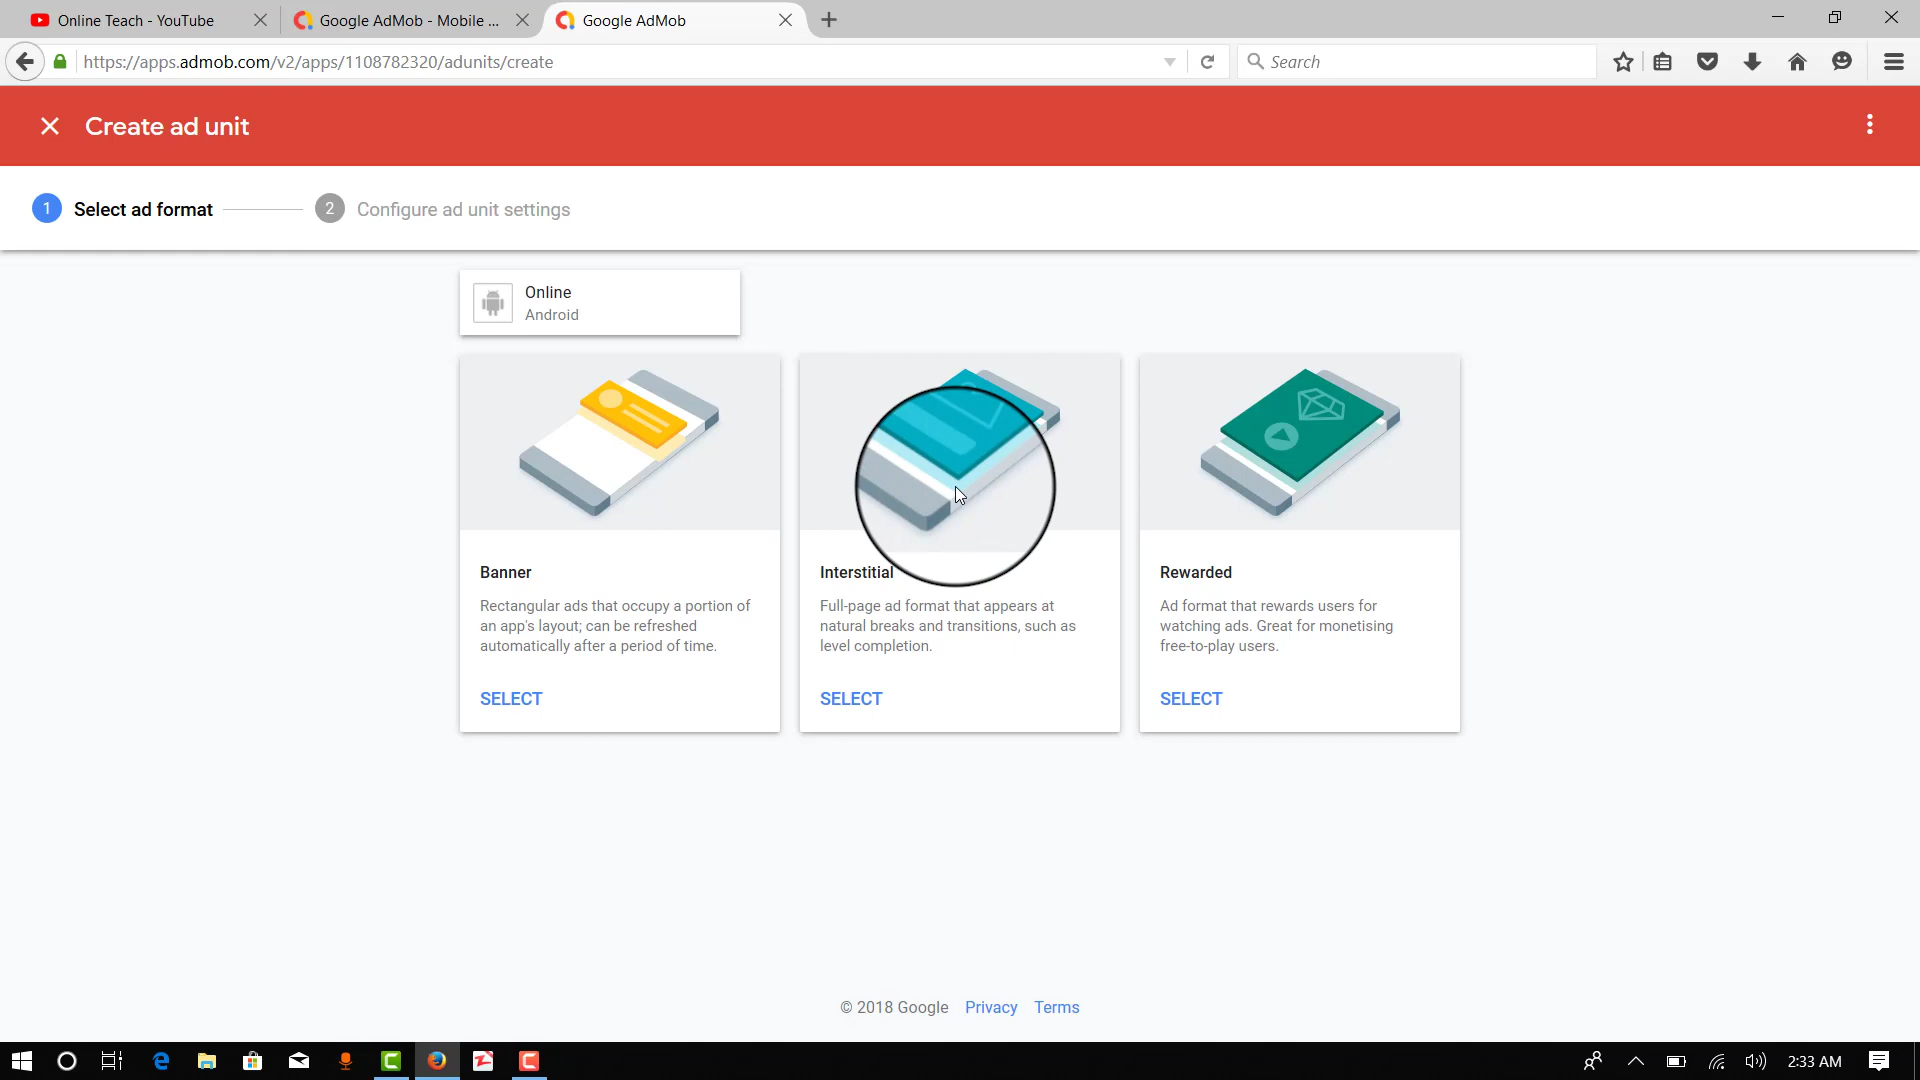 Online Teach - YouTube
Google AdMob - Mobile ...
Google AdMob
https://apps.admob.com/v2/apps/1108782320/adunits/create
Search
Create ad unit
1 Select ad format
2 Configure ad unit settings
Online
Android
Banner
Rectangular ads that occupy a portion of
an app's layout; can be refreshed
automatically after a period of time.
SELECT
Interstitial
Full-page ad format that appears at
natural breaks and transitions, such as
level completion.
SELECT
Rewarded
Ad format that rewards users for
watching ads. Great for monetising
free-to-play users.
SELECT
© 2018 Google Privacy Terms
2:33 AM